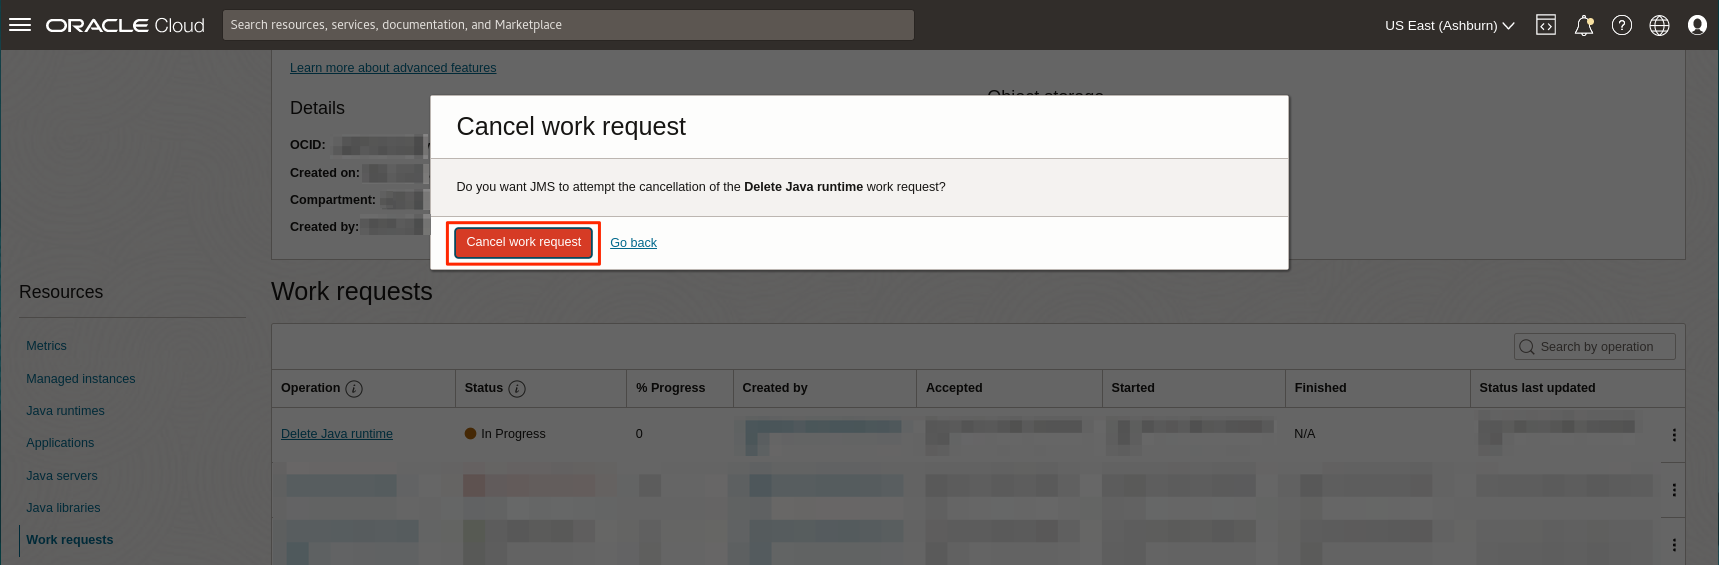 ORACLE Cloud
Search resources, services, documentation, and Marketplace
US East (Ashburn)
Learn more about advanced features
Details
OCID:
Created on:
Compartment:
Created by:
Cancel work request
Do you want JMS to attempt the cancellation of the Delete Java runtime work request?
Cancel work request
Go back
Resources
Metrics
Managed instances
Java runtimes
Applications
Java servers
Java libraries
Work requests
Work requests
Search by operation
Operation i Status i % Progress Created by Accepted Started Finished Status last updated
Delete Java runtime In Progress 0 N/A